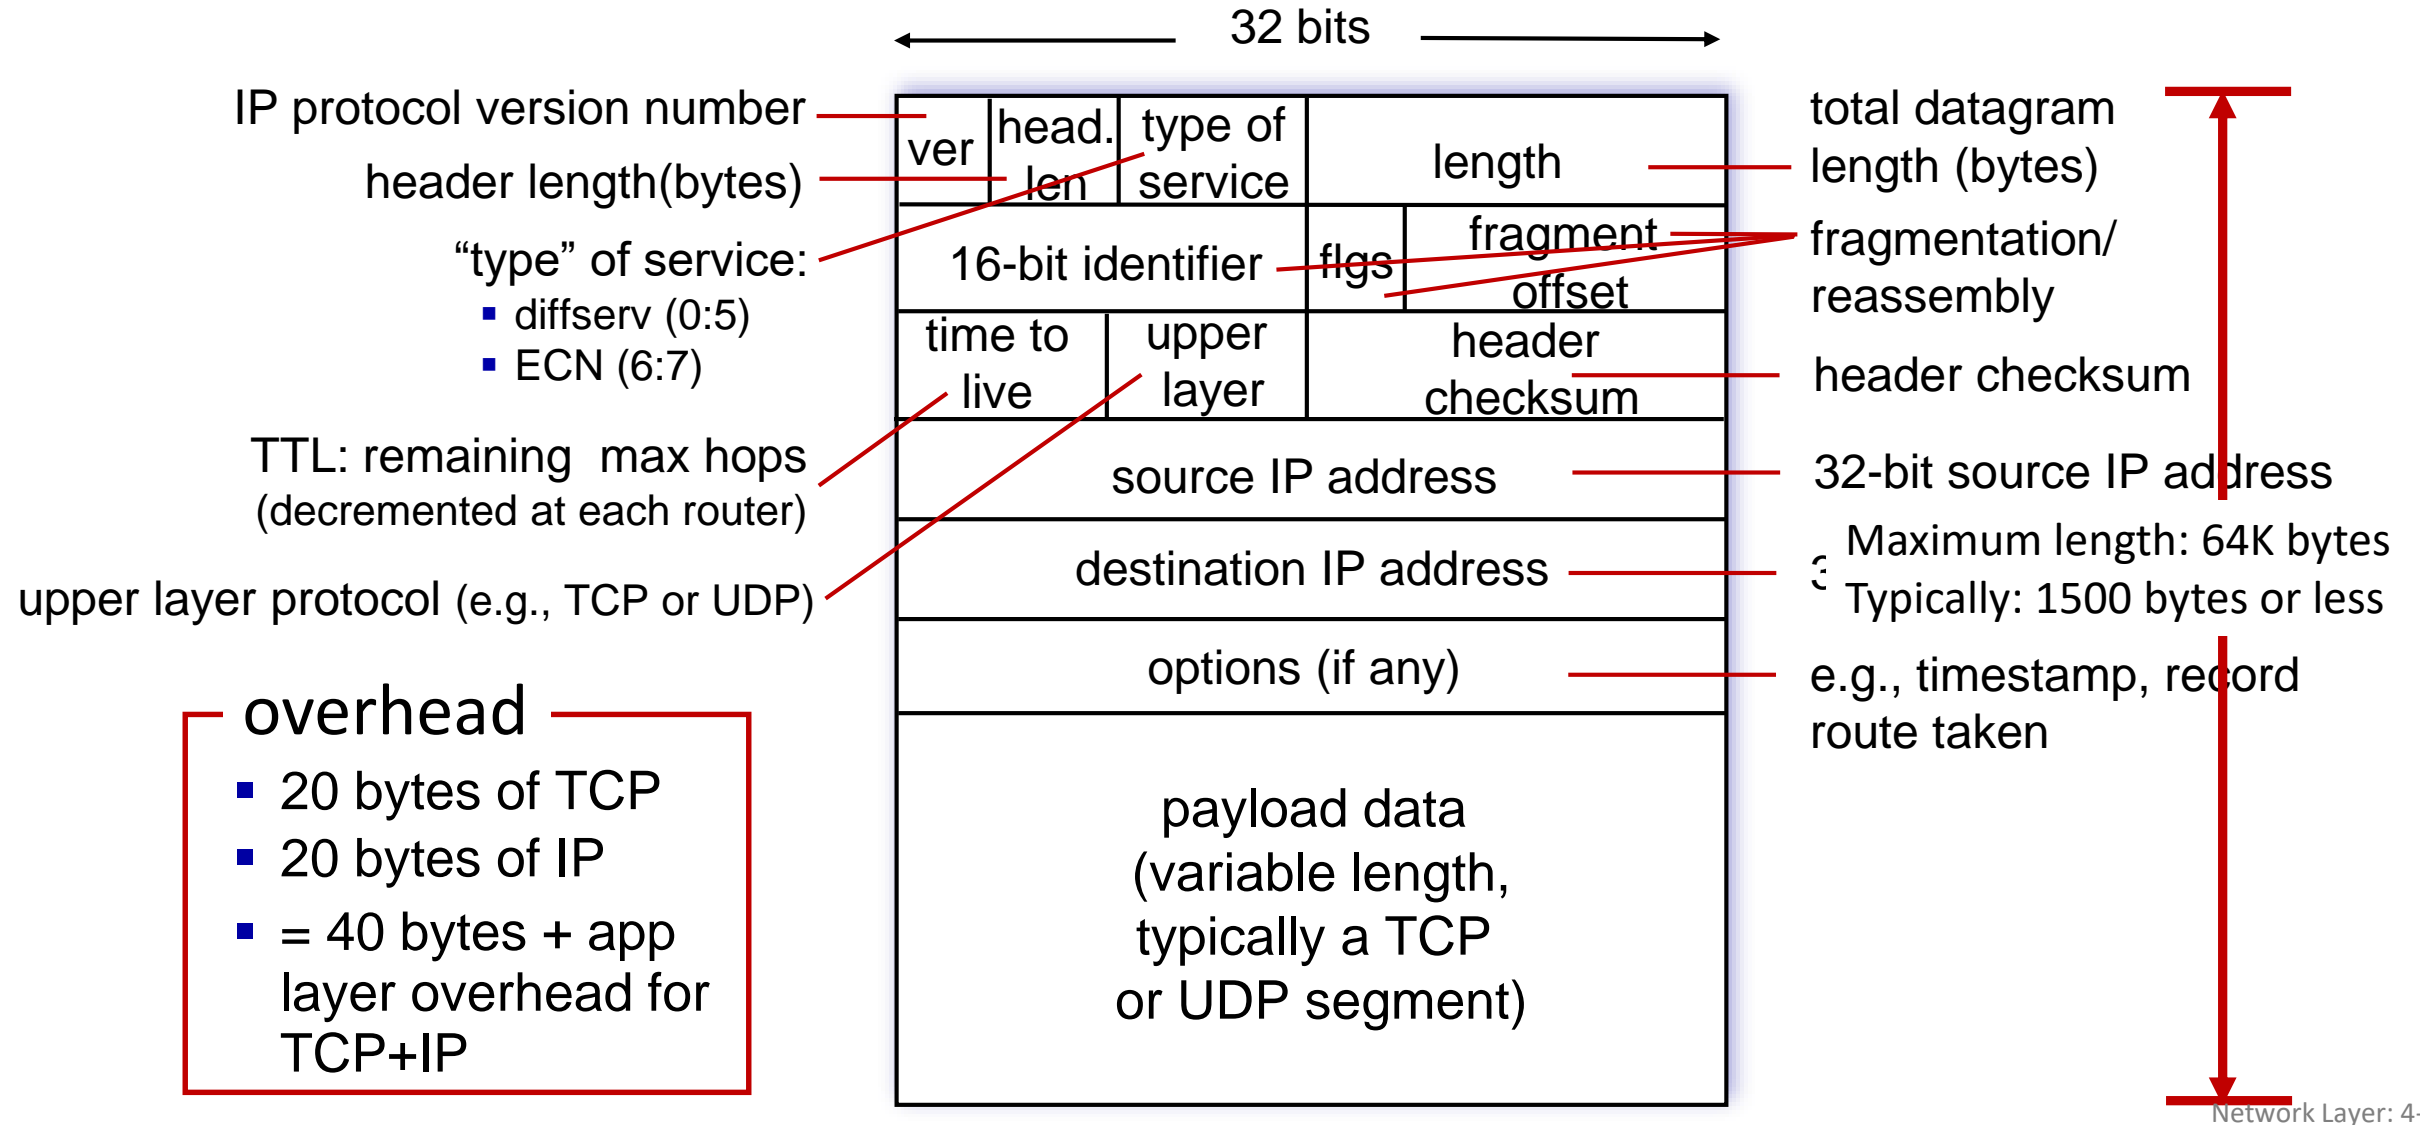 32 bits
IP protocol version number
header length(bytes)
“type” of service:
diffserv (0:5)
ECN (6:7)
TTL: remaining max hops
(decremented at each router)
upper layer protocol (e.g., TCP or UDP)
overhead
20 bytes of TCP
20 bytes of IP
= 40 bytes + app
layer overhead for
TCP+IP
ver
head.
len
type of
service
length
16-bit identifier
flgs
fragment
offset
time to
live
upper
layer
header
checksum
source IP address
destination IP address
options (if any)
payload data
(variable length,
typically a TCP
or UDP segment)
total datagram
length (bytes)
fragmentation/
reassembly
header checksum
32-bit source IP address
Maximum length: 64K bytes
Typically: 1500 bytes or less
e.g., timestamp, record
route taken
Network Layer: 4-